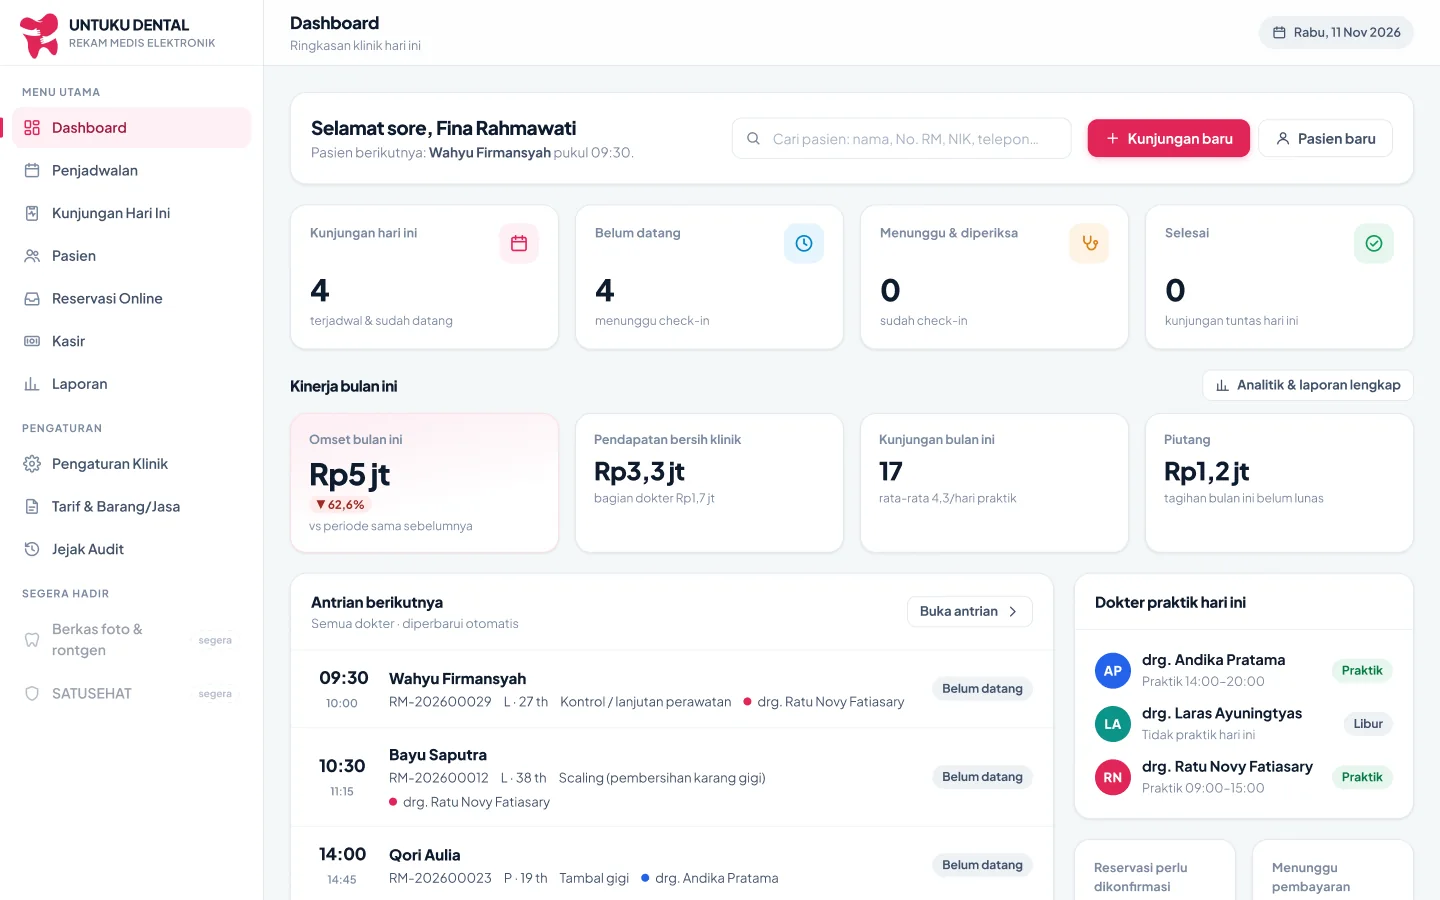 UNTUKU DENTAL
REKAM MEDIS ELEKTRONIK
MENU UTAMA
Dashboard
Penjadwalan
Kunjungan Hari Ini
Pasien
Reservasi Online
Kasir
Laporan
PENGATURAN
Pengaturan Klinik
Tarif & Barang/Jasa
Jejak Audit
SEGERA HADIR
Berkas foto &
rontgen
segera
SATUSEHAT
segera
Dashboard
Ringkasan klinik hari ini
Rabu, 11 Nov 2026
Selamat sore, Fina Rahmawati
Pasien berikutnya: Wahyu Firmansyah pukul 09:30.
Cari pasien: nama, No. RM, NIK, telepon…
Kunjungan baru
Pasien baru
Kunjungan hari ini
4
terjadwal & sudah datang
Belum datang
4
menunggu check-in
Menunggu & diperiksa
0
sudah check-in
Selesai
0
kunjungan tuntas hari ini
Kinerja bulan ini
Analitik & laporan lengkap
Omset bulan ini
Rp5 jt
▼ 62,6%
vs periode sama sebelumnya
Pendapatan bersih klinik
Rp3,3 jt
bagian dokter Rp1,7 jt
Kunjungan bulan ini
17
rata-rata 4,3/hari praktik
Piutang
Rp1,2 jt
tagihan bulan ini belum lunas
Antrian berikutnya
Semua dokter · diperbarui otomatis
Buka antrian
09:30
10:00
Wahyu Firmansyah
RM-202600029 L · 27 th Kontrol / lanjutan perawatan drg. Ratu Novy Fatiasary
Belum datang
10:30
11:15
Bayu Saputra
RM-202600012 L · 38 th Scaling (pembersihan karang gigi)
drg. Ratu Novy Fatiasary
Belum datang
14:00
14:45
Qori Aulia
RM-202600023 P · 19 th Tambal gigi drg. Andika Pratama
Belum datang
Dokter praktik hari ini
AP
drg. Andika Pratama
Praktik 14:00–20:00
Praktik
LA
drg. Laras Ayuningtyas
Tidak praktik hari ini
Libur
RN
drg. Ratu Novy Fatiasary
Praktik 09:00–15:00
Praktik
Reservasi perlu
dikonfirmasi
Menunggu
pembayaran